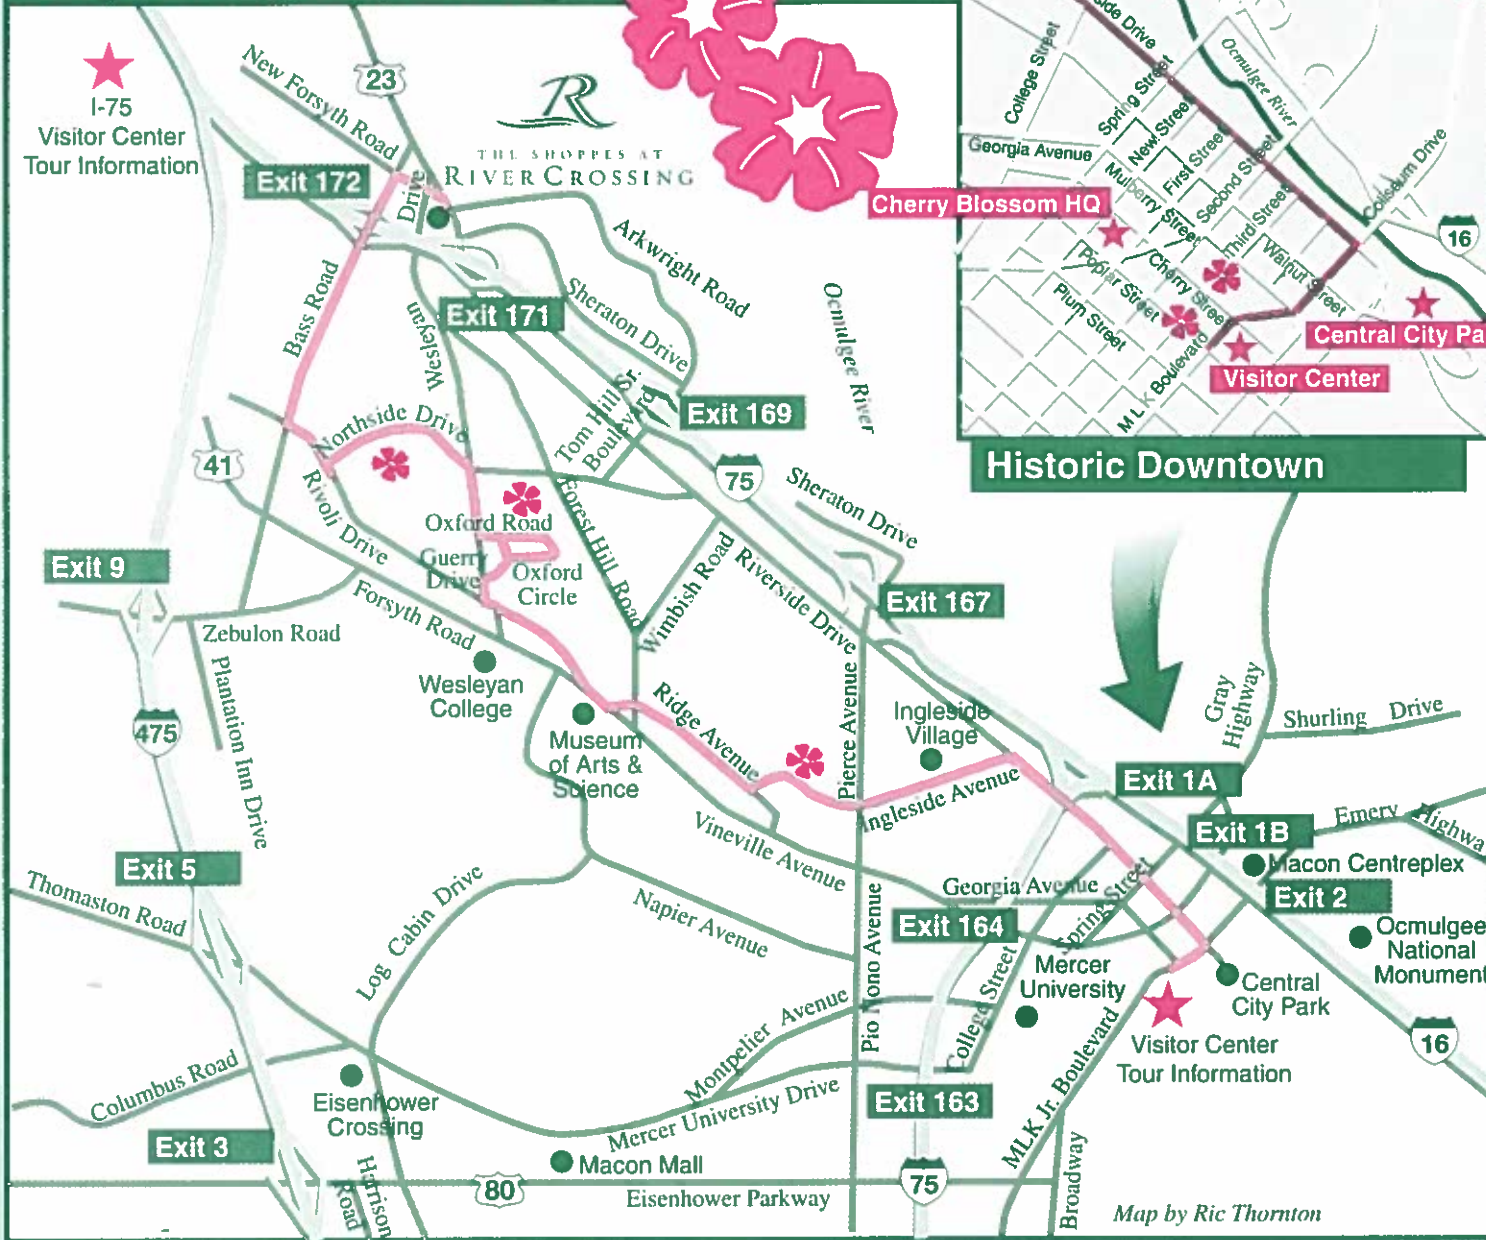 I-75
Visitor Center
Tour Information
New Forsyth Road
23
R
THE SHOPPES AT
RIVER CROSSING
Exit 172
Drive
Bass Road
Wesleyan
Exit 171
Arkwright Road
Sheraton Drive
Tom Hill Sr.
Boulevard
Exit 169
Ocmulgee River
75
Sheraton Drive
Cherry Blossom HQ
side Drive
College Street
Ocmulgee River
Spring Street
New Street
First Street
Second Street
Third Street
Georgia Avenue
Mulberry Street
Cherry Street
Walnut Street
Poplar Street
Plum Street
MLK Boulevard
Coliseum Drive
16
Central City Pa
Visitor Center
Historic Downtown
Northside Drive
41
Rivoli Drive
Oxford Road
Guerry
Drive
Oxford
Circle
Forest Hill Road
Wimbish Road
Riverside Drive
Exit 167
Exit 9
Zebulon Road
Forsyth Road
Plantation Inn Drive
475
Wesleyan
College
Museum
of Arts &
Science
Ridge Avenue
Pierce Avenue
Ingleside
Village
Ingleside Avenue
Gray
Highway
Shurling Drive
Exit 1A
Exit 1B
Emery Highwa
Macon Centreplex
Exit 2
Ocmulgee
National
Monument
Vineville Avenue
Georgia Avenue
Exit 164
Spring Street
Exit 5
Thomaston Road
Log Cabin Drive
Napier Avenue
Pio Nono Avenue
College Street
Mercer
University
Central
City Park
Visitor Center
Tour Information
16
Columbus Road
Eisenhower
Crossing
Montpelier Avenue
Mercer University Drive
Exit 163
MLK Jr. Boulevard
Exit 3
Harrison
Road
Macon Mall
80
Eisenhower Parkway
75
Broadway
Map by Ric Thornton